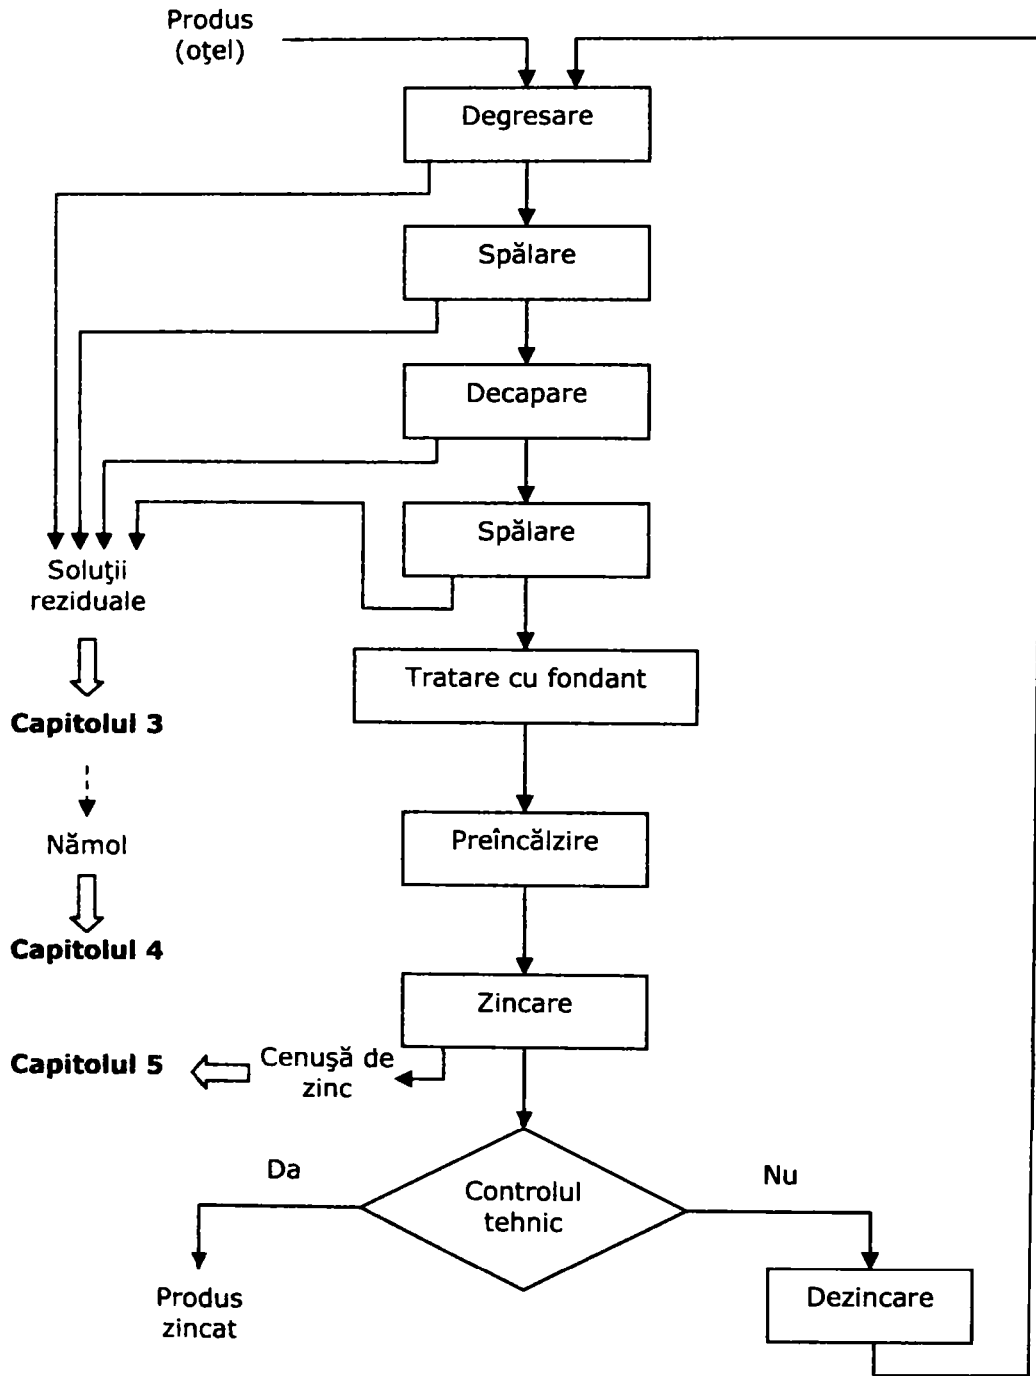 Produs
(oţel)
Degresare
Spălare
Decapare
Spălare
Soluţii
reziduale
Tratare cu fondant
Capitolul 3
Preîncălzire
Nămol
Capitolul 4
Zincare
Capitolul 5
Cenuşă de
zinc
Da
Nu
Controlul
tehnic
Produs
zincat
Dezincare